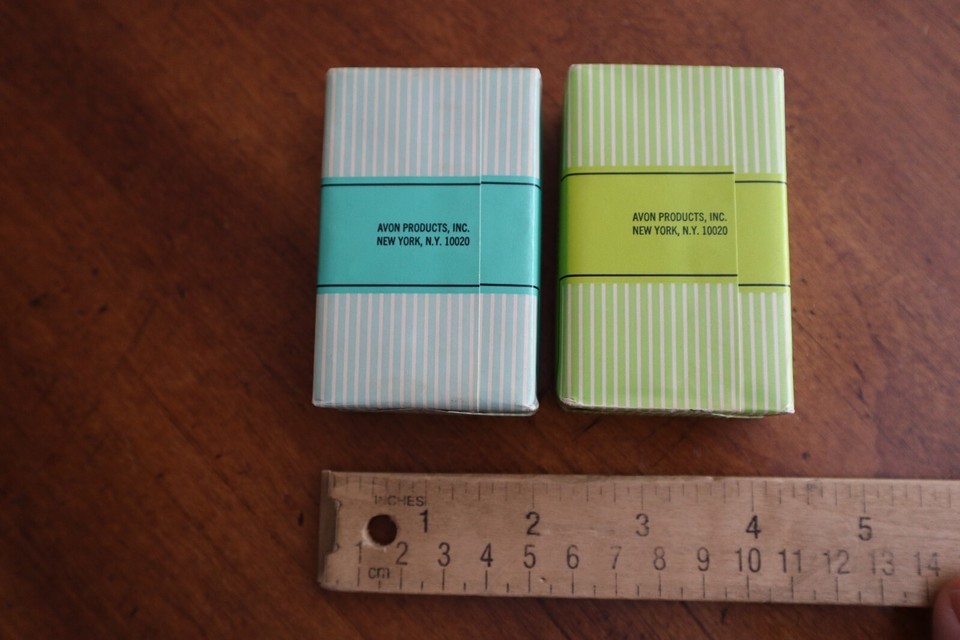 AVON PRODUCTS, INC.
NEW YORK, N.Y. 10020
AVON PRODUCTS, INC.
NEW YORK, N.Y. 10020
INCHES
1 2 3 4 5
1 2 3 4 5 6 7 8 9 10 11 12 13 14
cm